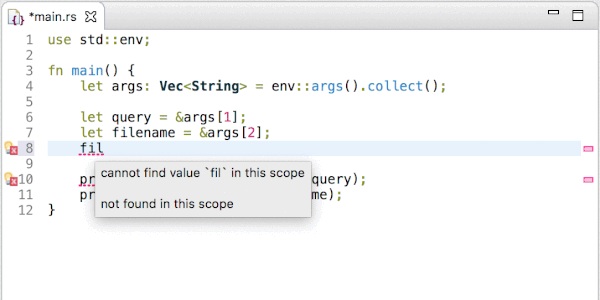 *main.rs
1 use std::env;
2
3 fn main() {
4 let args: Vec<String> = env::args().collect();
5
6 let query = &args[1];
7 let filename = &args[2];
8 fil
9
cannot find value `fil` in this scope
10 pr query);
11 pr me);
not found in this scope
12 }